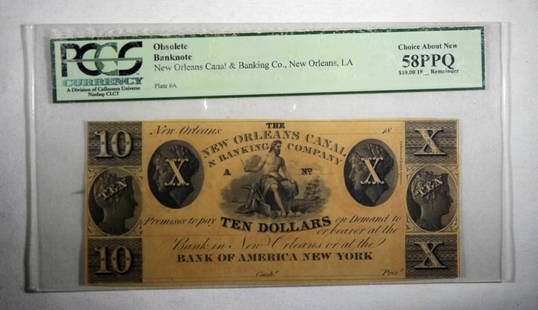 PCGS
CURRENCY
A Division of Collectors Universe
Nasdaq: CLCT
Obsolete
Banknote
New Orleans Canal & Banking Co., New Orleans, LA
Plate #A
Choice About New
58PPQ
$10.00 18__ Remainder
New Orleans 18
THE
NEW ORLEANS CANAL
& BANKING COMPANY
10 X X X
A No
TEN TEN
Promises to pay TEN DOLLARS on Demand to
or bearer at the
Bank in New Orleans or at the
BANK OF AMERICA NEW YORK
10 X
Cash.r Pres.t